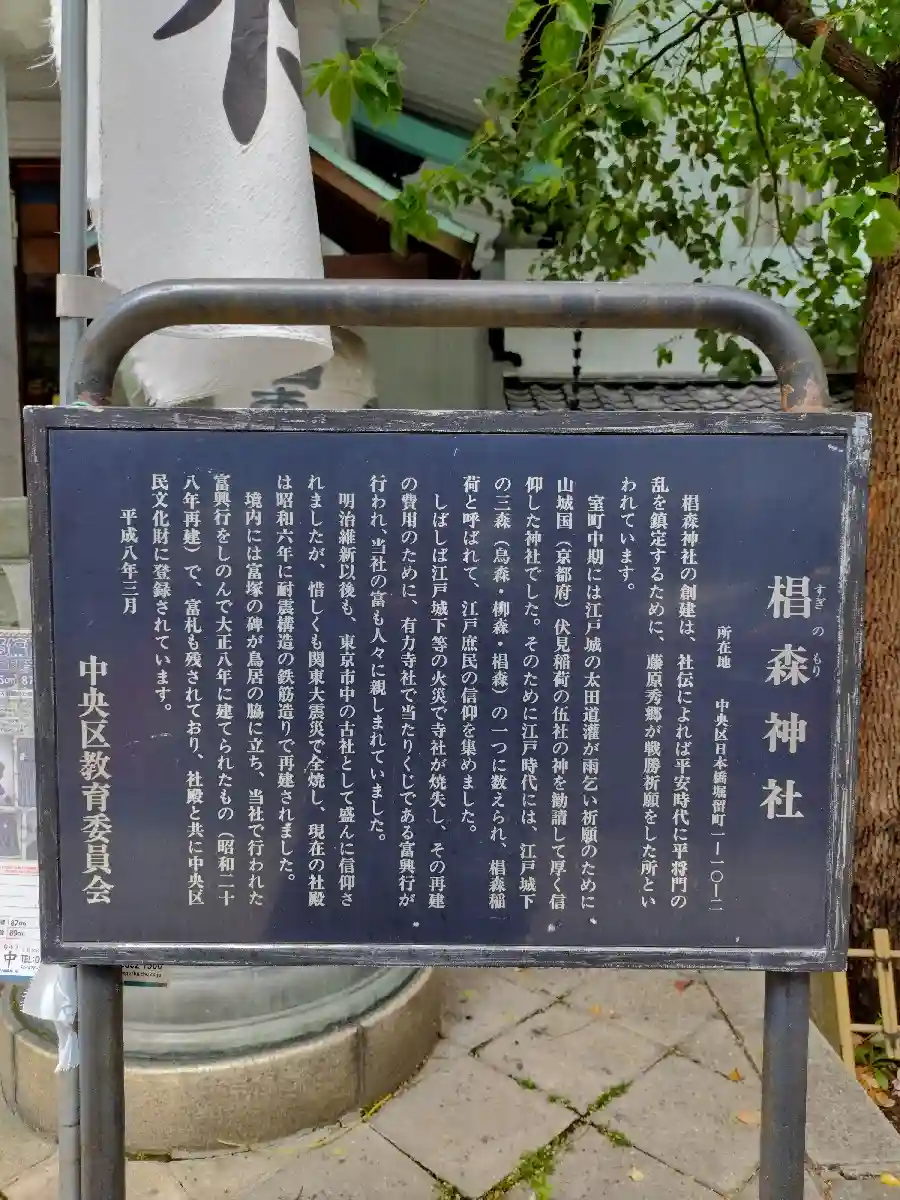 椙森神社
すぎのもり
所在地 中央区日本橋堀留町一ー一〇ー二
椙森神社の創建は、社伝によれば平安時代に平将門の
乱を鎮定するために、藤原秀郷が戦勝祈願をした所とい
われています。
室町中期には江戸城の太田道灌が雨乞い祈願のために
山城国(京都府)伏見稲荷の伍社の神を勧請して厚く信
仰した神社でした。そのために江戸時代には、江戸城下
の三森(烏森・柳森・椙森)の一つに数えられ、椙森稲
荷と呼ばれて、江戸庶民の信仰を集めました。
しばしば江戸城下等の火災で寺社が焼失し、その再建
の費用のために、有力寺社で当たりくじである富興行が
行われ、当社の富も人々に親しまれていました。
明治維新以後も、東京市中の古社として盛んに信仰さ
れましたが、惜しくも関東大震災で全焼し、現在の社殿
は昭和六年に耐震構造の鉄筋造りで再建されました。
境内には富塚の碑が鳥居の脇に立ち、当社で行われた
富興行をしのんで大正八年に建てられたもの(昭和二十
八年再建)で、富札も残されており、社殿と共に中央区
民文化財に登録されています。
平成八年三月
中央区教育委員会